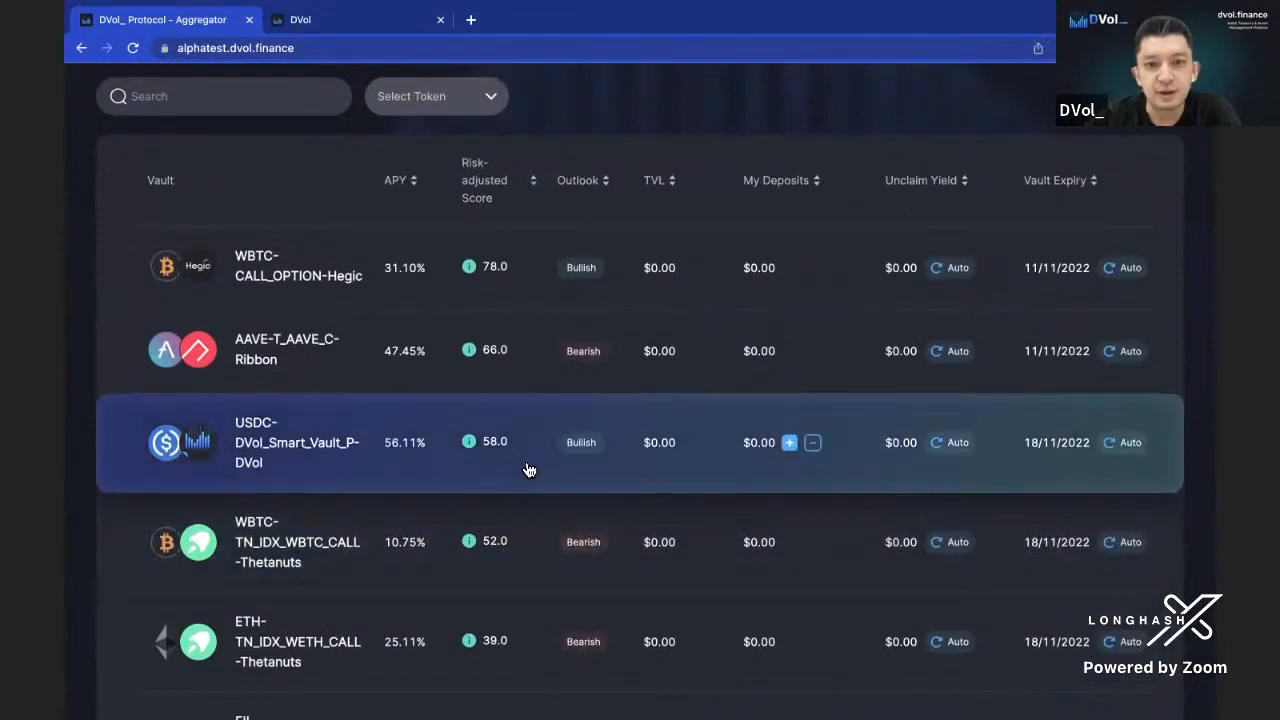 DVol_ Protocol - Aggregator
DVol
alphatest.dvol.finance
DVol_
dvol.finance
DVol_
Search
Select Token
Vault
APY
Risk-
adjusted
Score
Outlook
TVL
My Deposits
Unclaim Yield
Vault Expiry
Hegic
WBTC-
CALL_OPTION-Hegic
31.10%
78.0
Bullish
$0.00
$0.00
$0.00
Auto
11/11/2022
Auto
AAVE-T_AAVE_C-
Ribbon
47.45%
66.0
Bearish
$0.00
$0.00
$0.00
Auto
11/11/2022
Auto
USDC-
DVol_Smart_Vault_P-
DVol
56.11%
58.0
Bullish
$0.00
$0.00
$0.00
Auto
18/11/2022
Auto
WBTC-
TN_IDX_WBTC_CALL
-Thetanuts
10.75%
52.0
Bearish
$0.00
$0.00
$0.00
Auto
18/11/2022
Auto
ETH-
TN_IDX_WETH_CALL
-Thetanuts
25.11%
39.0
Bearish
$0.00
$0.00
$0.00
Auto
18/11/2022
Auto
LONGHASHX
Powered by Zoom